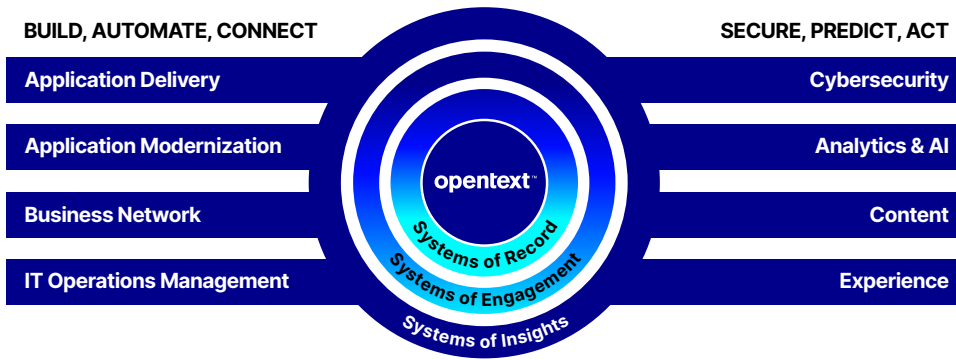 BUILD, AUTOMATE, CONNECT
Application Delivery
Application Modernization
Business Network
IT Operations Management
opentext™
Systems of Record
Systems of Engagement
Systems of Insights
SECURE, PREDICT, ACT
Cybersecurity
Analytics & AI
Content
Experience